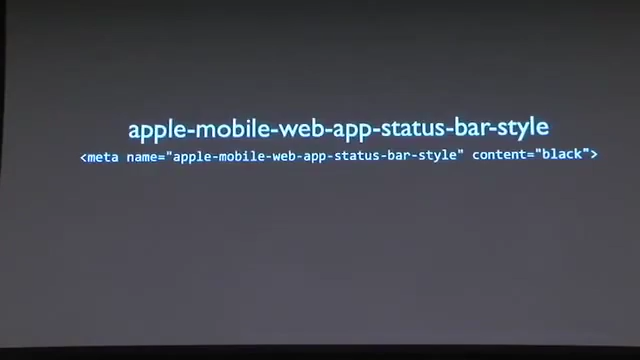 apple-mobile-web-app-status-bar-style
<meta name="apple-mobile-web-app-status-bar-style" content="black">